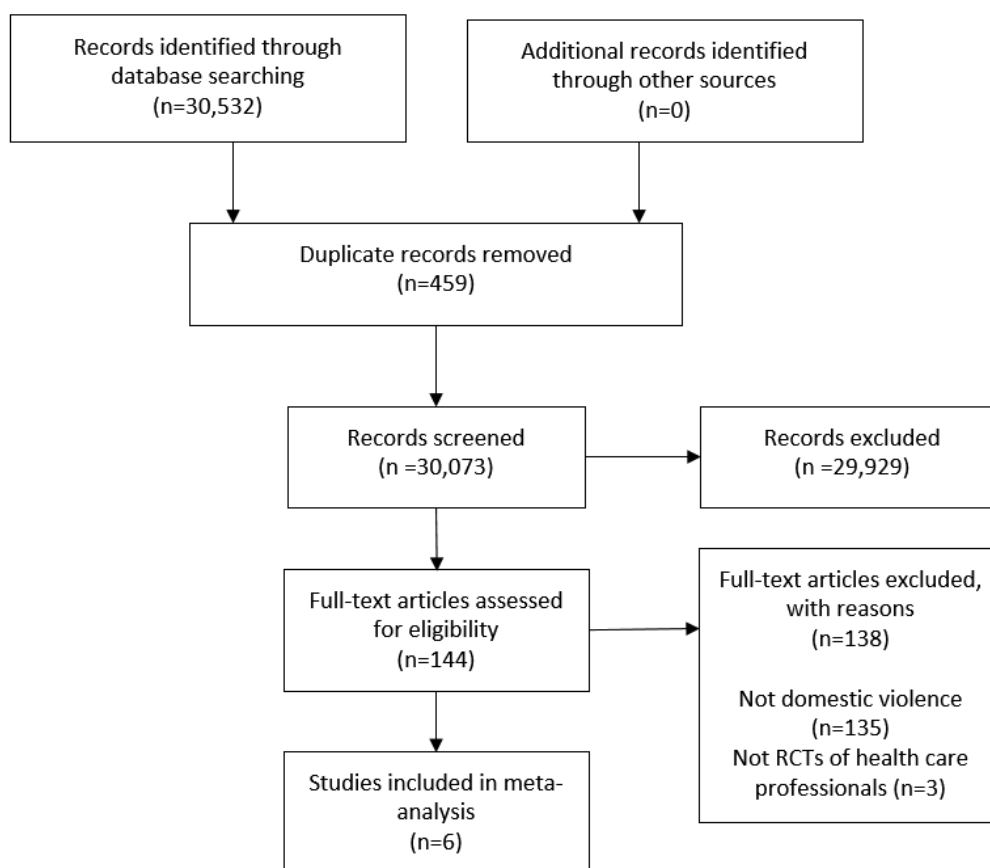 Records identified through
database searching
(n=30,532)
Additional records identified
through other sources
(n=0)
Duplicate records removed
(n=459)
Records screened
(n =30,073)
Records excluded
(n =29,929)
Full-text articles assessed
for eligibility
(n=144)
Full-text articles excluded,
with reasons
(n=138)
Not domestic violence
(n=135)
Not RCTs of health care
professionals (n=3)
Studies included in meta-
analysis
(n=6)